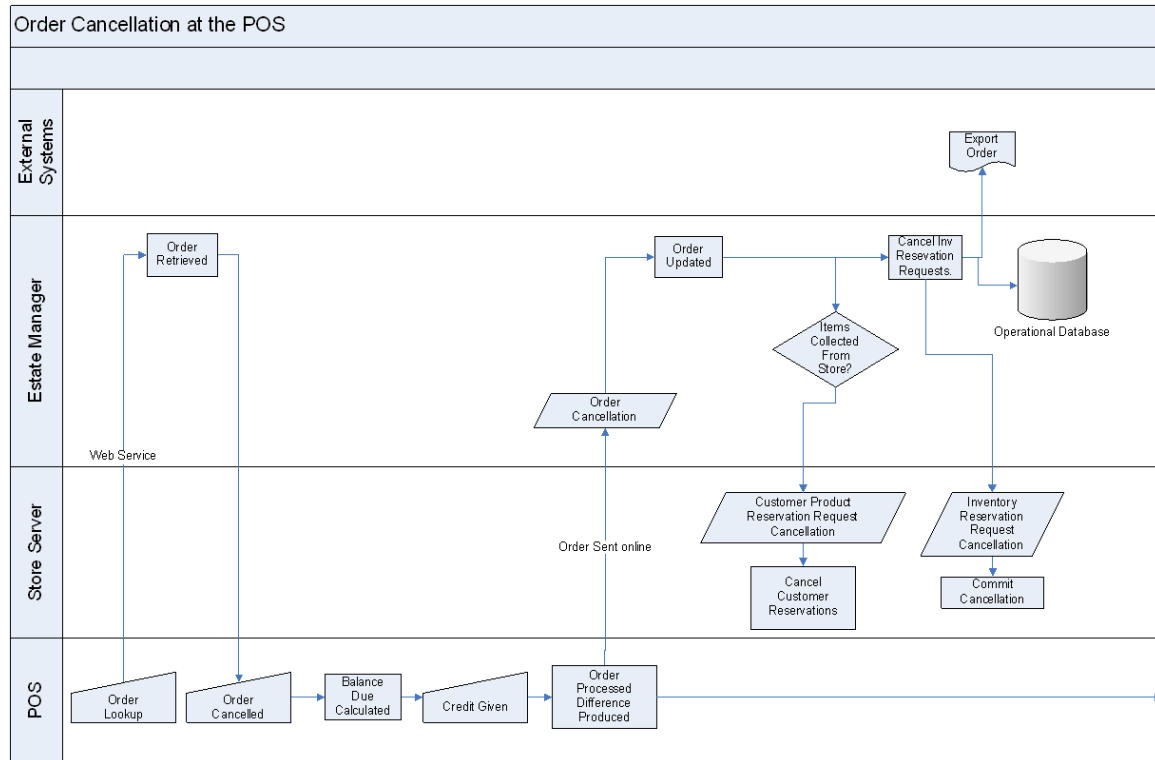 Order Cancellation at the POS
External
Systems
Export
Order
Estate Manager
Order
Retrieved
Order
Updated
Cancel Inv
Resevation
Requests.
Operational Database
Items
Collected
From
Store?
Order
Cancellation
Web Service
Store Server
Customer Product
Reservation Request
Cancellation
Inventory
Reservation
Request
Cancellation
Order Sent online
Cancel
Customer
Reservations
Commit
Cancellation
POS
Order
Lookup
Order
Cancelled
Balance
Due
Calculated
Credit Given
Order
Processed
Difference
Produced